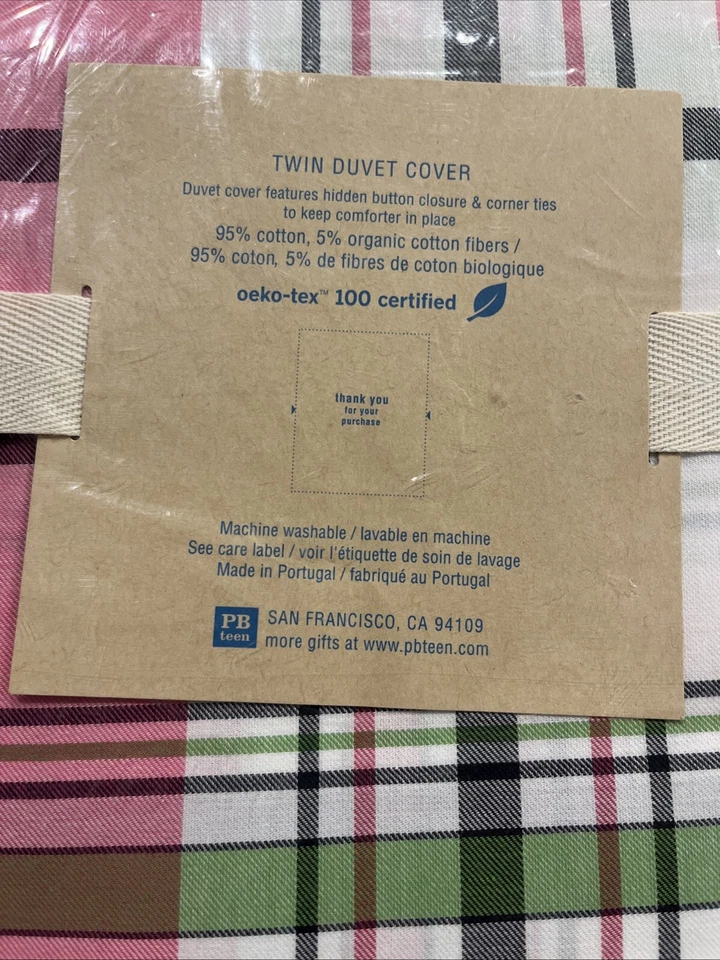 TWIN DUVET COVER
Duvet cover features hidden button closure & corner ties
to keep comforter in place
95% cotton, 5% organic cotton fibers /
95% coton, 5% de fibres de coton biologique
oeko-tex™ 100 certified
thank you
for your
purchase
Machine washable / lavable en machine
See care label / voir l'étiquette de soin de lavage
Made in Portugal / fabriqué au Portugal
PB
teen
SAN FRANCISCO, CA 94109
more gifts at www.pbteen.com